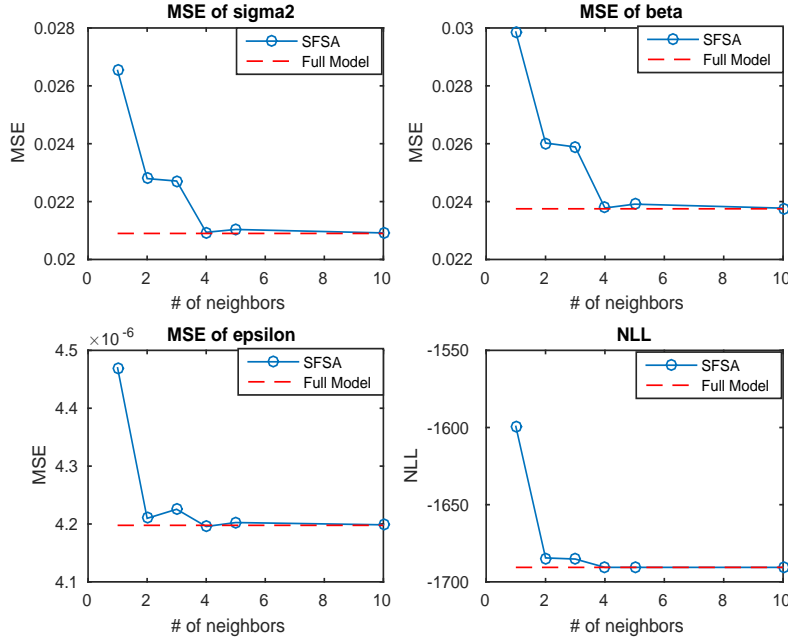 MSE of sigma2
0.028
0.026
0.024
0.022
0.02
MSE
0 2 4 6 8 10
# of neighbors
SFSA
Full Model
MSE of beta
0.03
0.028
0.026
0.024
0.022
MSE
0 2 4 6 8 10
# of neighbors
SFSA
Full Model
MSE of epsilon
×10^-6
4.5
4.4
4.3
4.2
4.1
MSE
0 2 4 6 8 10
# of neighbors
SFSA
Full Model
NLL
-1550
-1600
-1650
-1700
NLL
0 2 4 6 8 10
# of neighbors
SFSA
Full Model